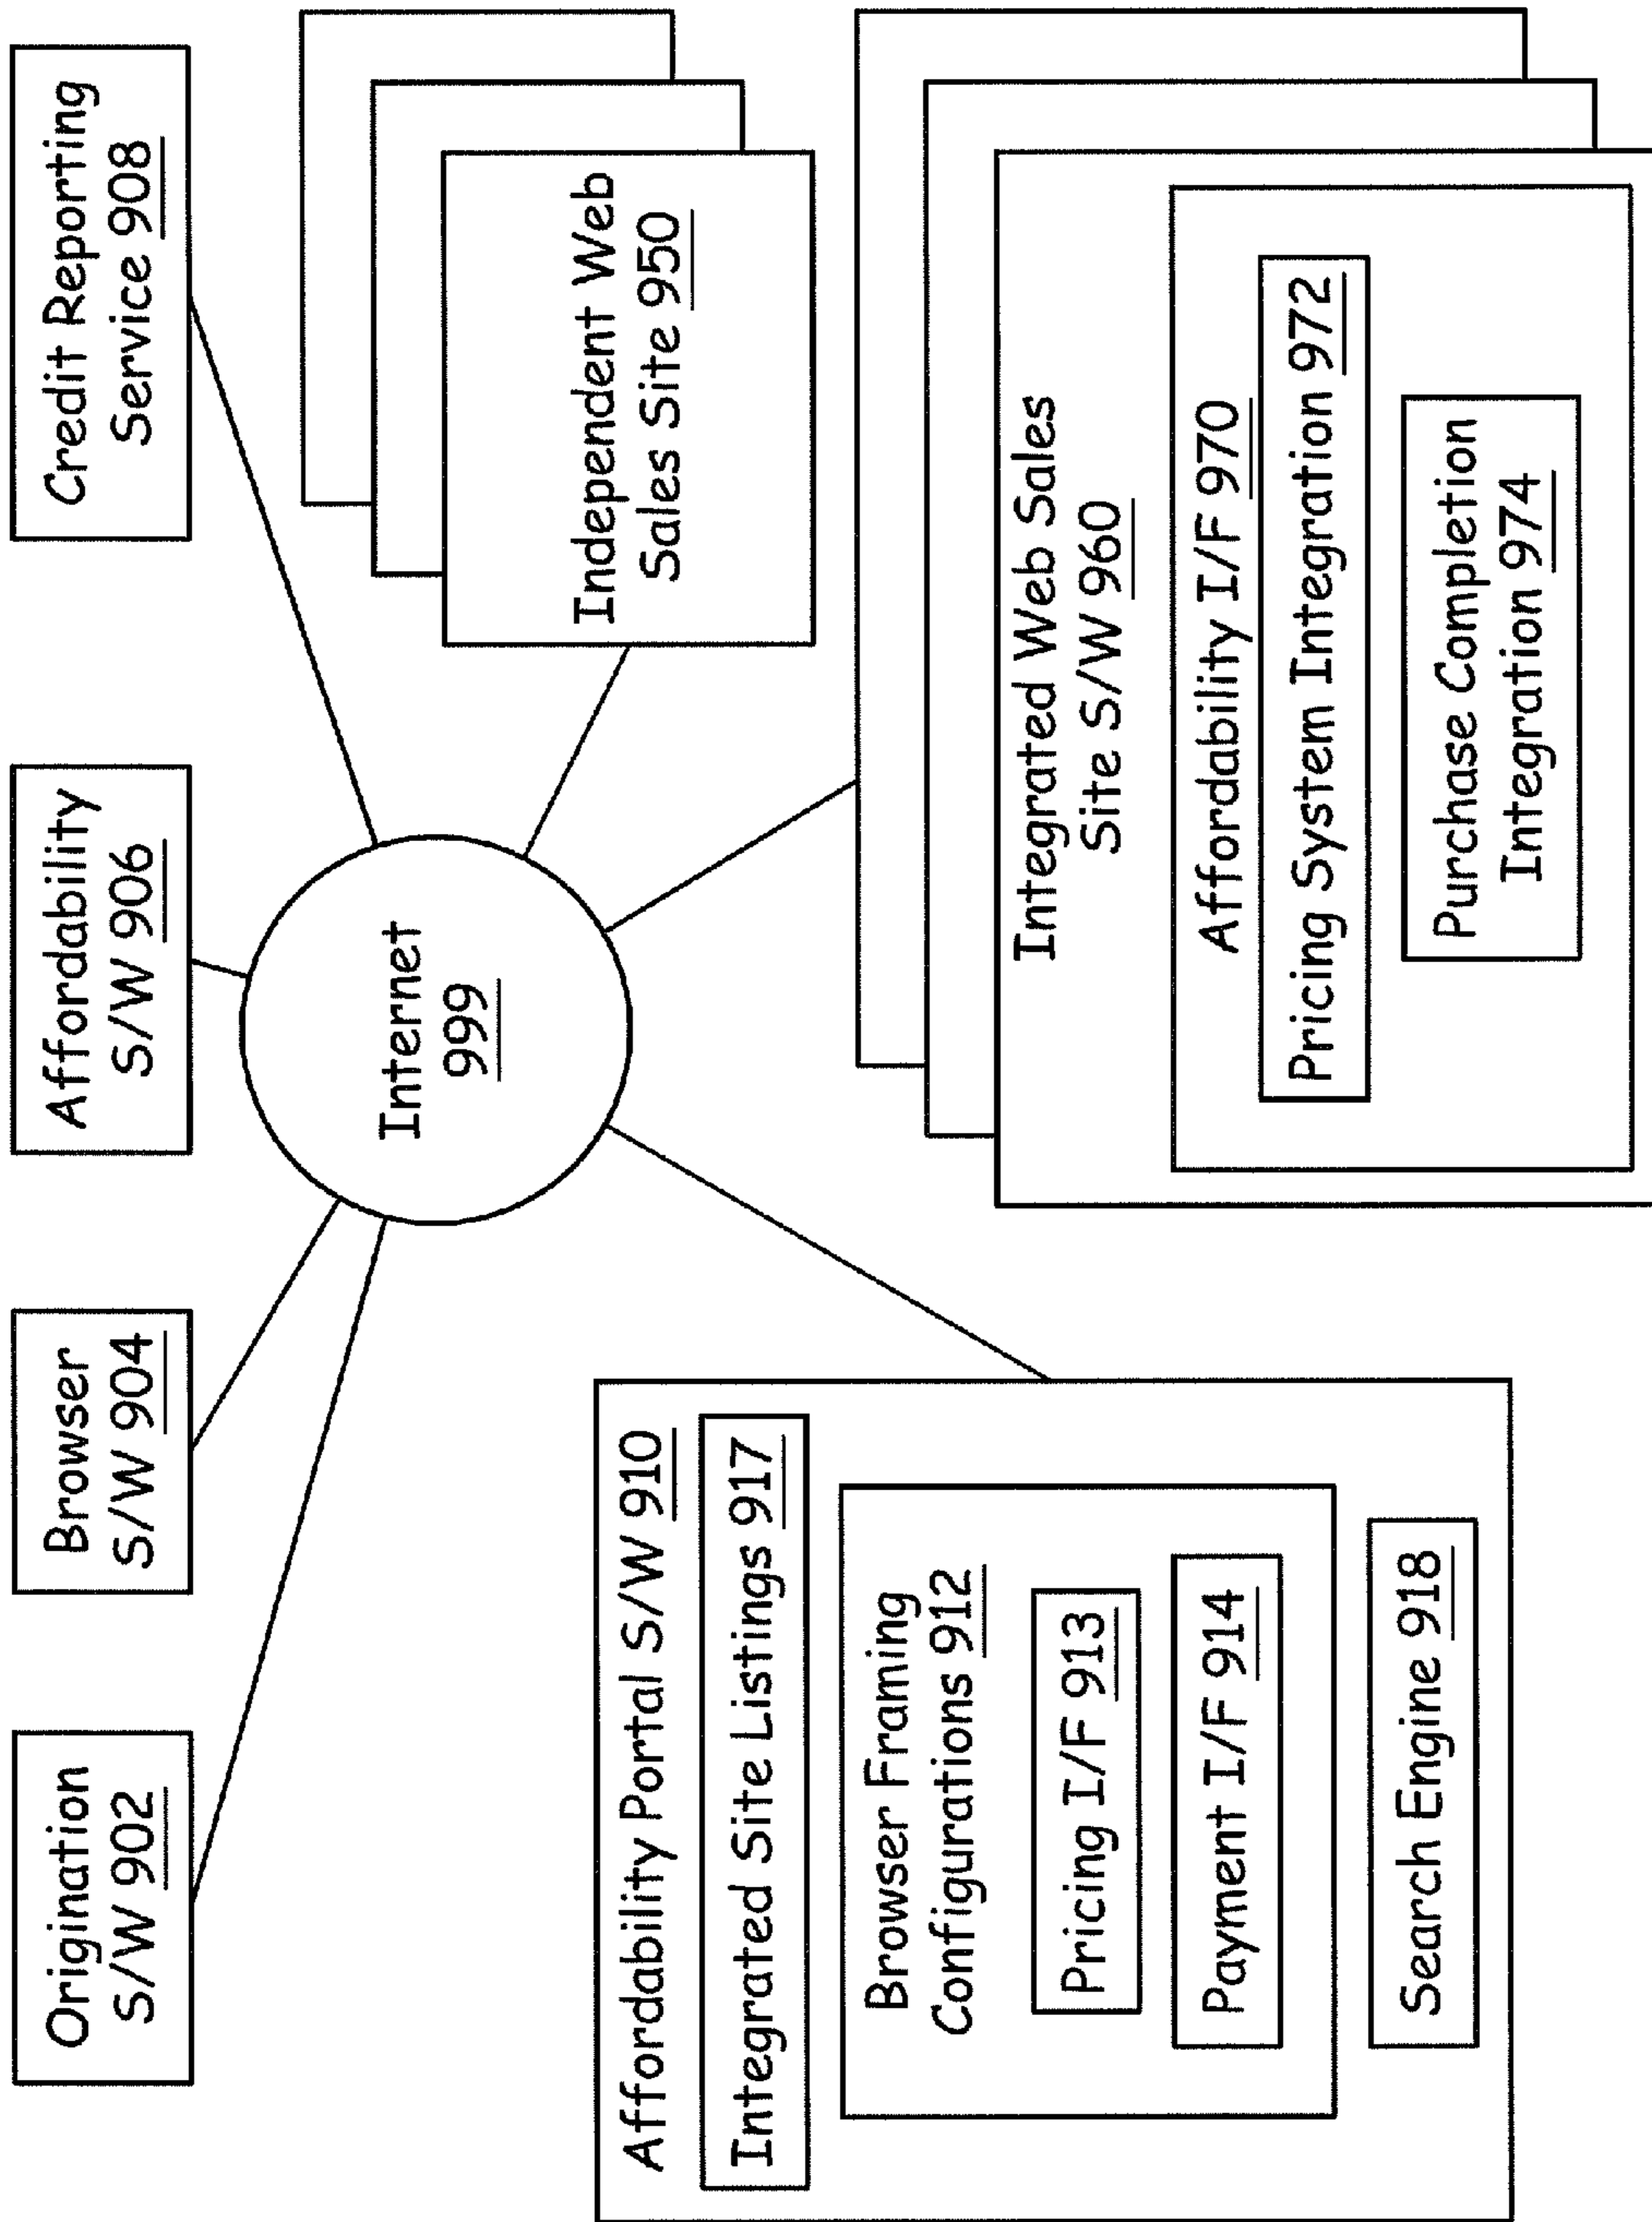 Origination
S/W 902
Browser
S/W 904
Affordability
S/W 906
Credit Reporting
Service 908
Internet
999
Independent Web
Sales Site 950
Affordability Portal S/W 910
Integrated Site Listings 917
Browser Framing
Configurations 912
Pricing I/F 913
Payment I/F 914
Search Engine 918
Integrated Web Sales
Site S/W 960
Affordability I/F 970
Pricing System Integration 972
Purchase Completion
Integration 974